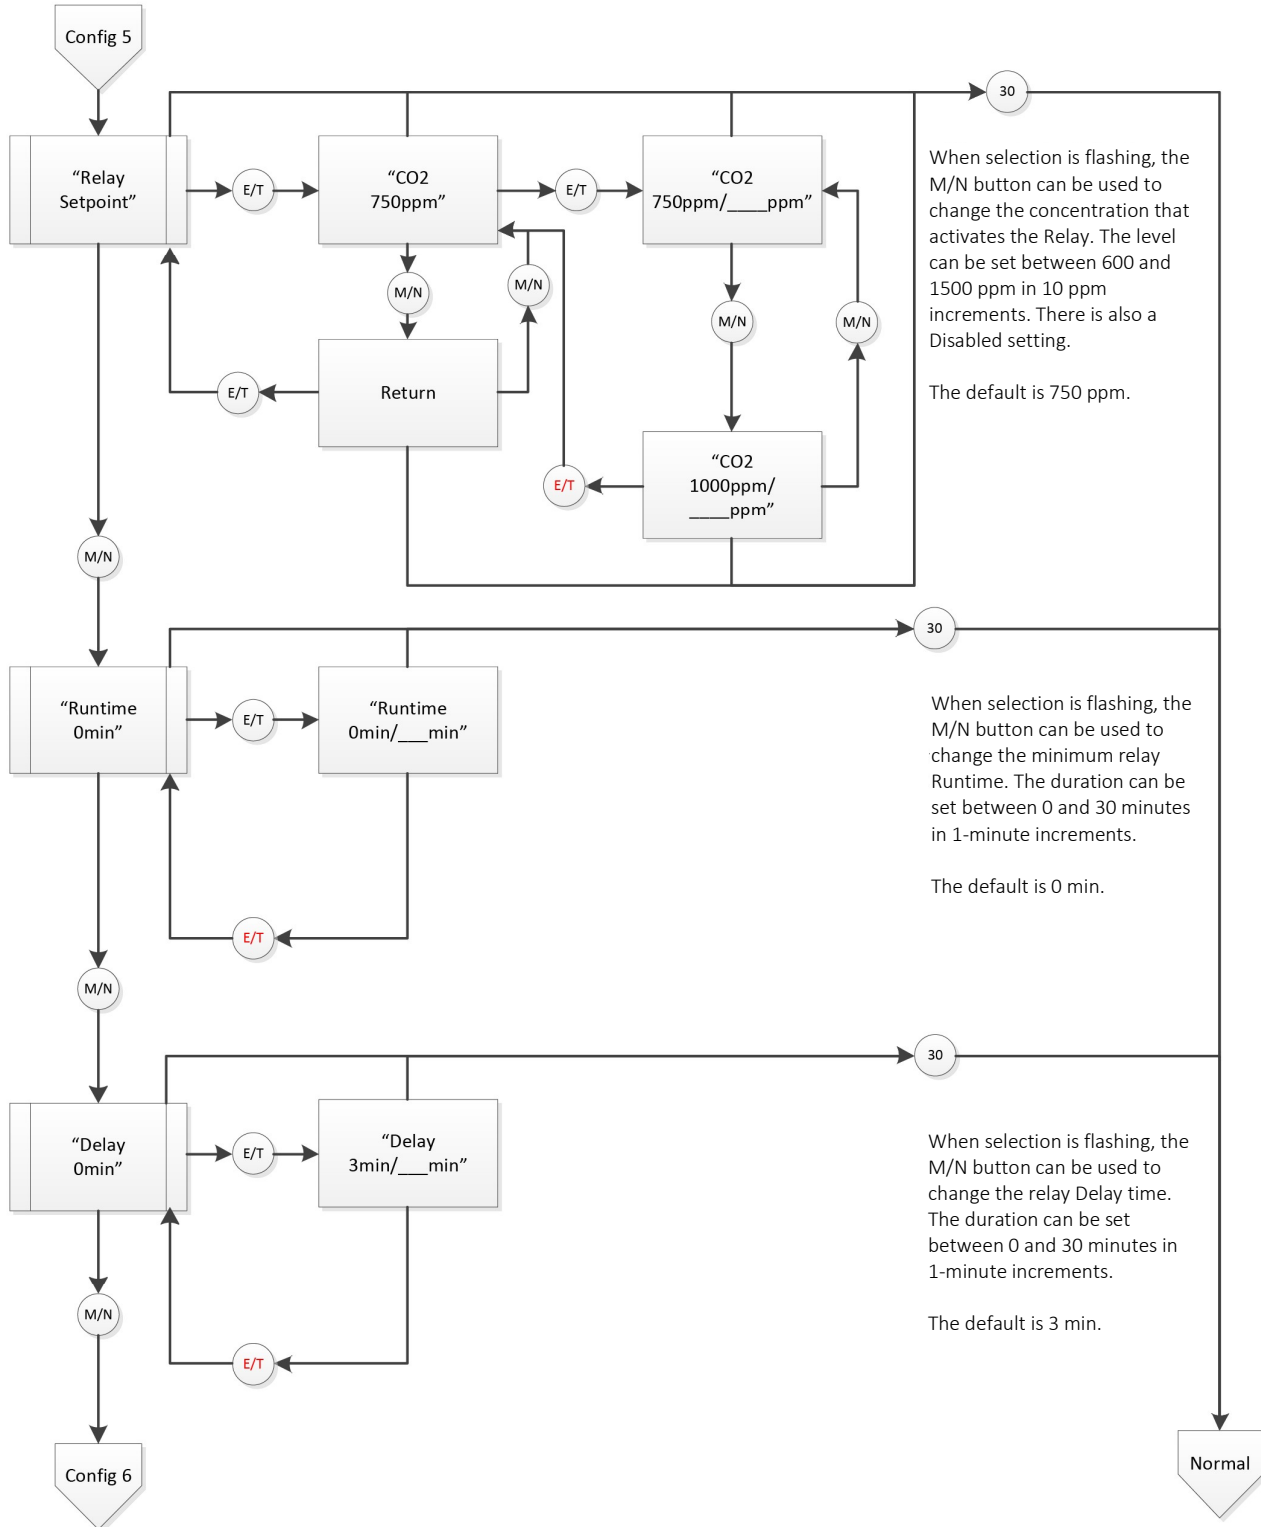 Config 5
30
“Relay
Setpoint”
E/T
“CO2
750ppm”
E/T
“CO2
750ppm/____ppm”
When selection is flashing, the
M/N button can be used to
change the concentration that
activates the Relay. The level
can be set between 600 and
1500 ppm in 10 ppm
increments. There is also a
Disabled setting.
The default is 750 ppm.
M/N
M/N
M/N
M/N
E/T
Return
“CO2
1000ppm/
____ppm”
E/T
M/N
30
“Runtime
0min”
E/T
“Runtime
0min/___min”
When selection is flashing, the
M/N button can be used to
change the minimum relay
Runtime. The duration can be
set between 0 and 30 minutes
in 1-minute increments.
The default is 0 min.
E/T
M/N
30
“Delay
0min”
E/T
“Delay
3min/___min”
When selection is flashing, the
M/N button can be used to
change the relay Delay time.
The duration can be set
between 0 and 30 minutes in
1-minute increments.
The default is 3 min.
M/N
E/T
Config 6
Normal